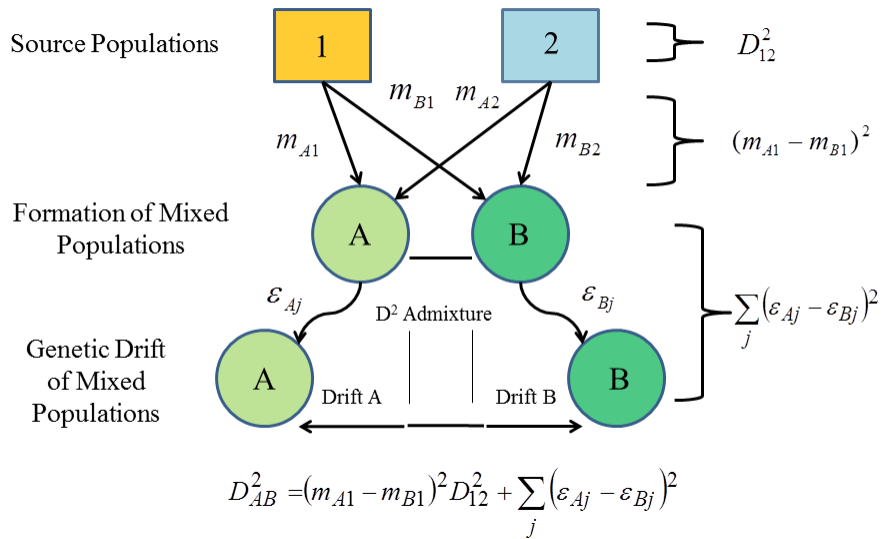 Source Populations
1
2
D²₁₂
m_B1
m_A2
m_A1
m_B2
(m_A1 − m_B1)²
Formation of Mixed
Populations
A
B
ε_Aj
ε_Bj
D² Admixture
∑_j (ε_Aj − ε_Bj)²
Genetic Drift
of Mixed
Populations
A
B
Drift A
Drift B
D²_AB =(m_A1 − m_B1)² D²₁₂ + ∑_j (ε_Aj − ε_Bj)²